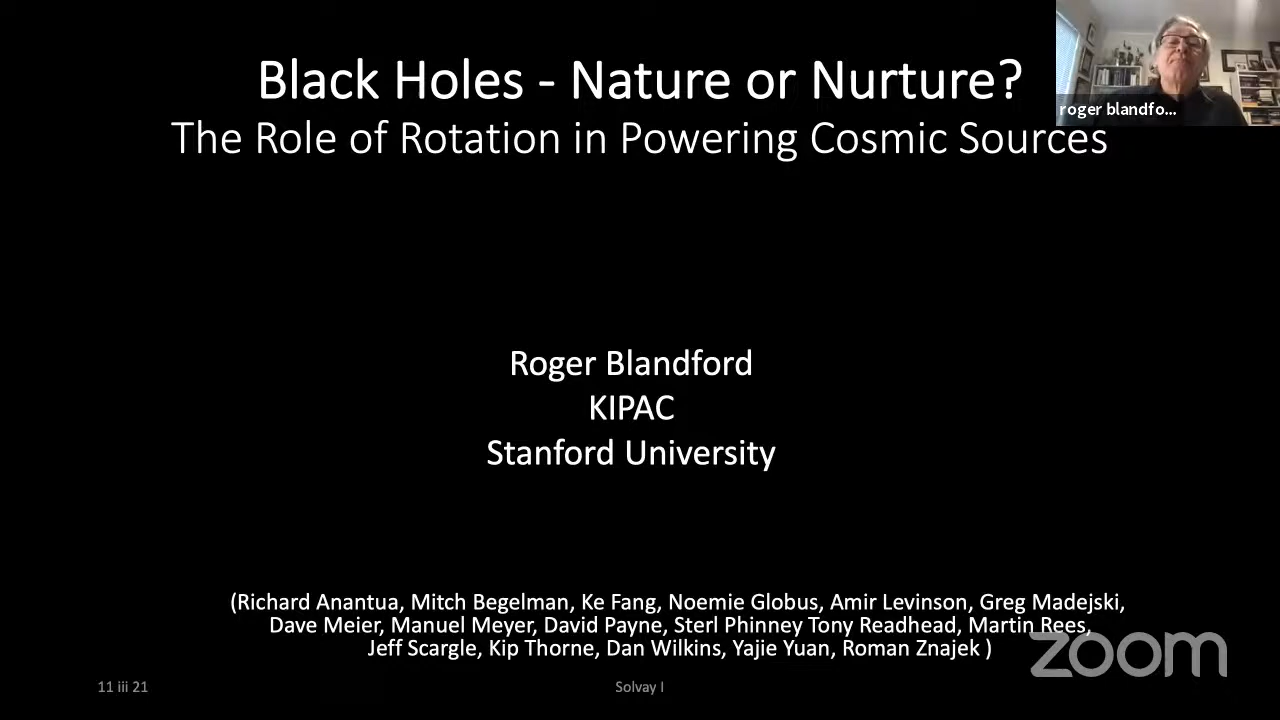 Black Holes - Nature or Nurture?
The Role of Rotation in Powering Cosmic Sources
roger blandfo...
Roger Blandford
KIPAC
Stanford University
(Richard Anantua, Mitch Begelman, Ke Fang, Noemie Globus, Amir Levinson, Greg Madejski,
Dave Meier, Manuel Meyer, David Payne, Sterl Phinney Tony Readhead, Martin Rees,
Jeff Scargle, Kip Thorne, Dan Wilkins, Yajie Yuan, Roman Znajek )
zoom
11 iii 21
Solvay I